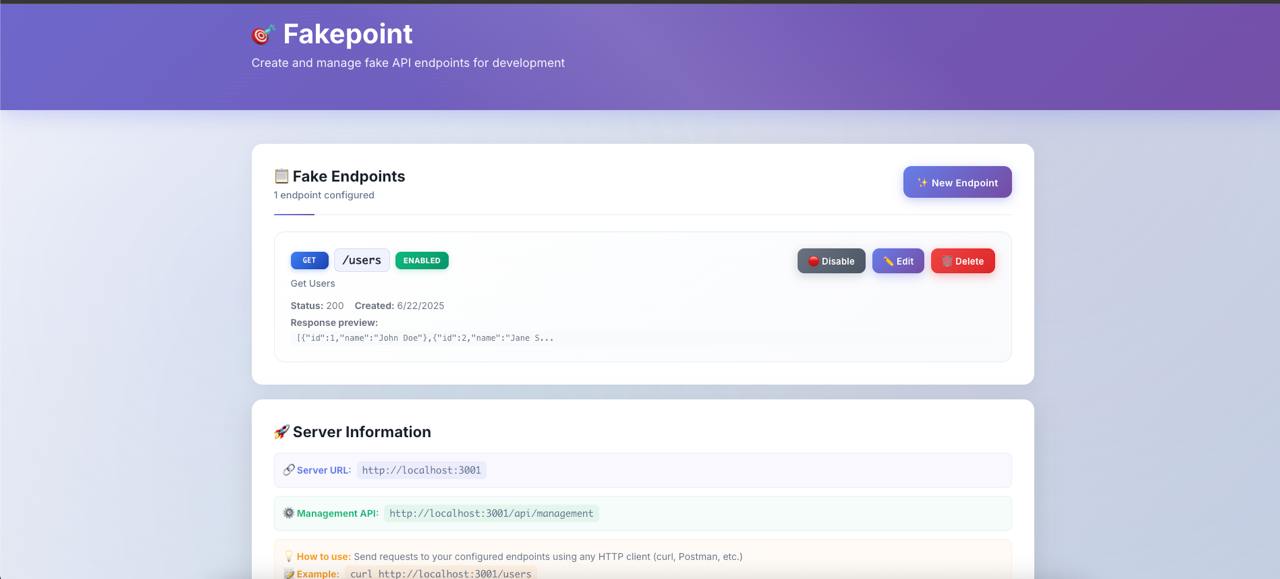 Fakepoint
Create and manage fake API endpoints for development
Fake Endpoints
1 endpoint configured
New Endpoint
GET /users ENABLED
Disable Edit Delete
Get Users
Status: 200 Created: 6/22/2025
Response preview:
[{"id":1,"name":"John Doe"},{"id":2,"name":"Jane S...
Server Information
Server URL: http://localhost:3001
Management API: http://localhost:3001/api/management
How to use: Send requests to your configured endpoints using any HTTP client (curl, Postman, etc.)
Example: curl http://localhost:3001/users